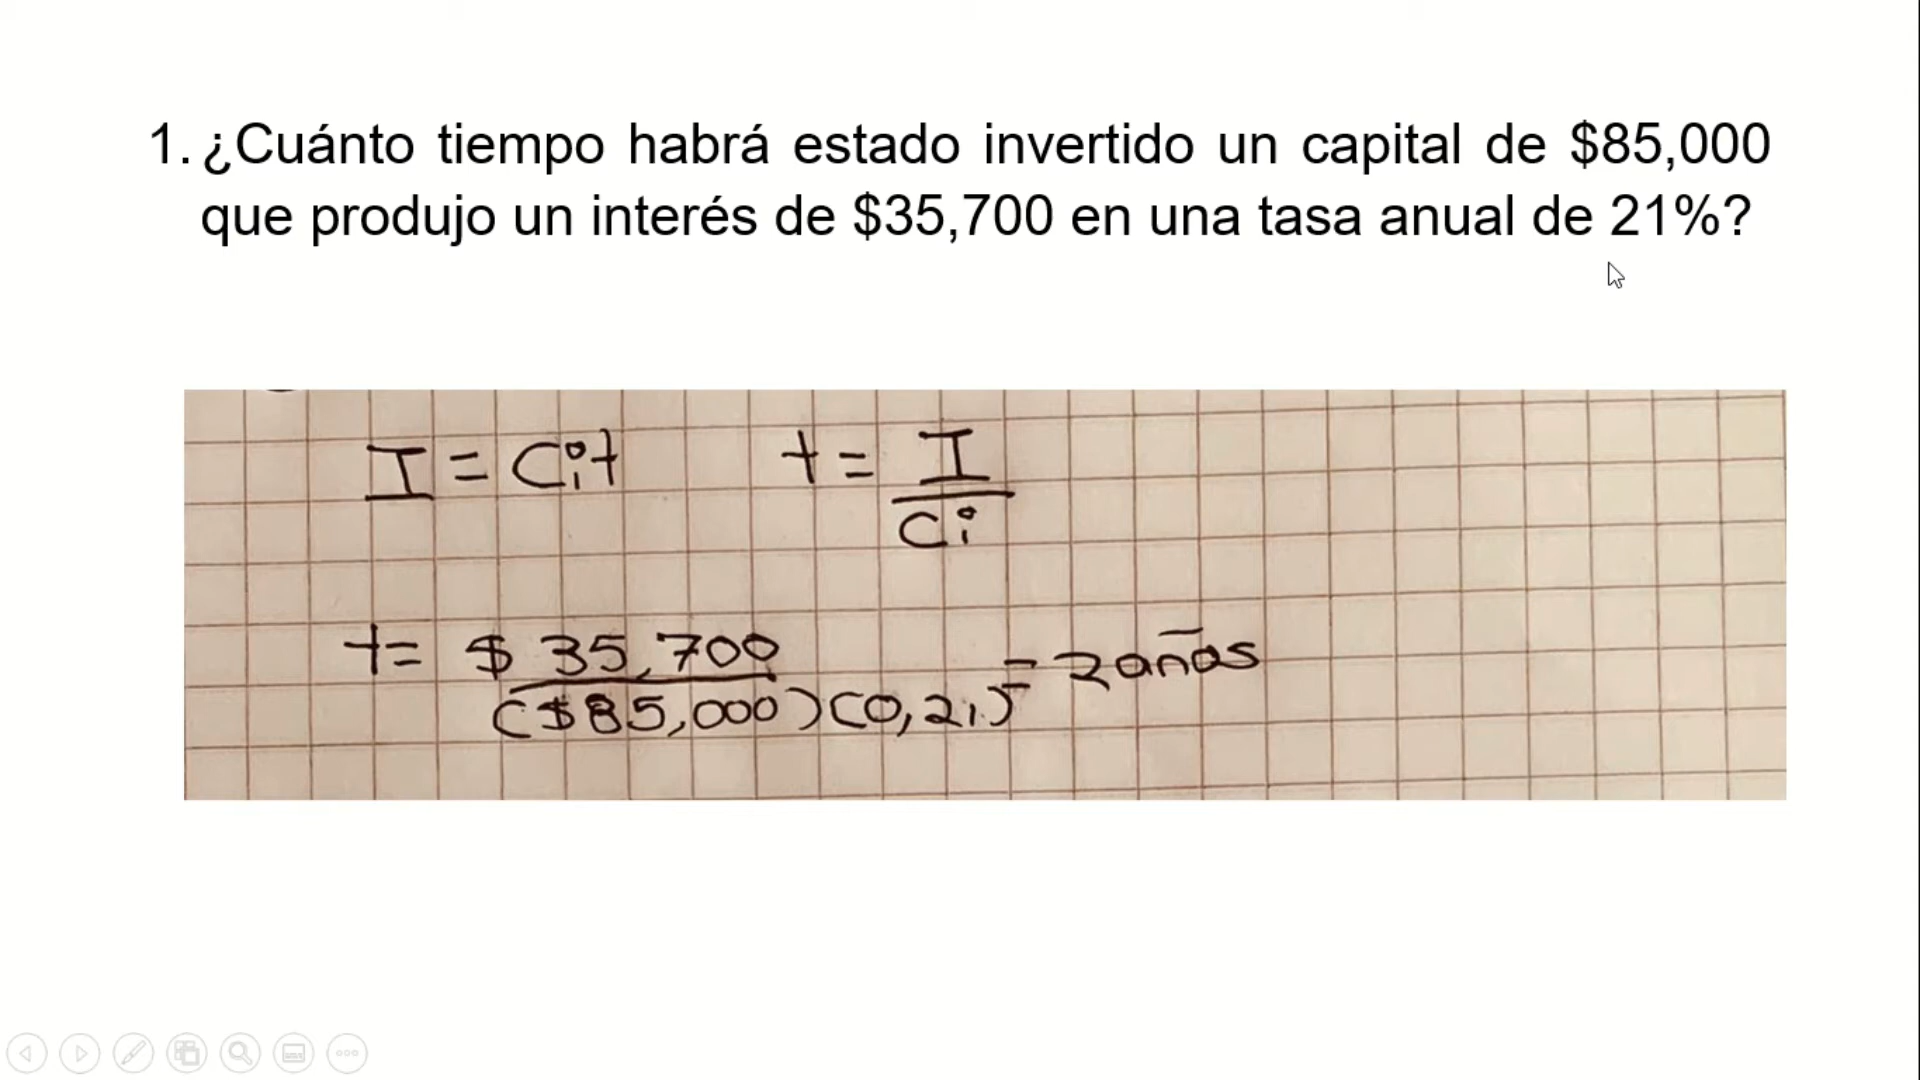 1. ¿Cuánto tiempo habrá estado invertido un capital de $85,000
que produjo un interés de $35,700 en una tasa anual de 21%?
I = Cit t = I
Ci
t = $ 35,700
($85,000)(0,21) = 2 años